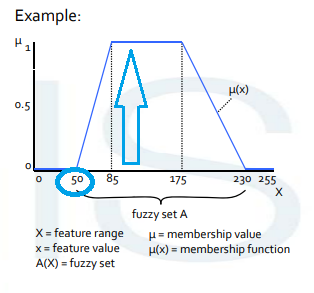 Example:
μ
1
μ(x)
0.5
0
0 50 85 175 230 255
X
fuzzy set A
X = feature range μ = membership value
x = feature value μ(x) = membership function
A(X) = fuzzy set
IS